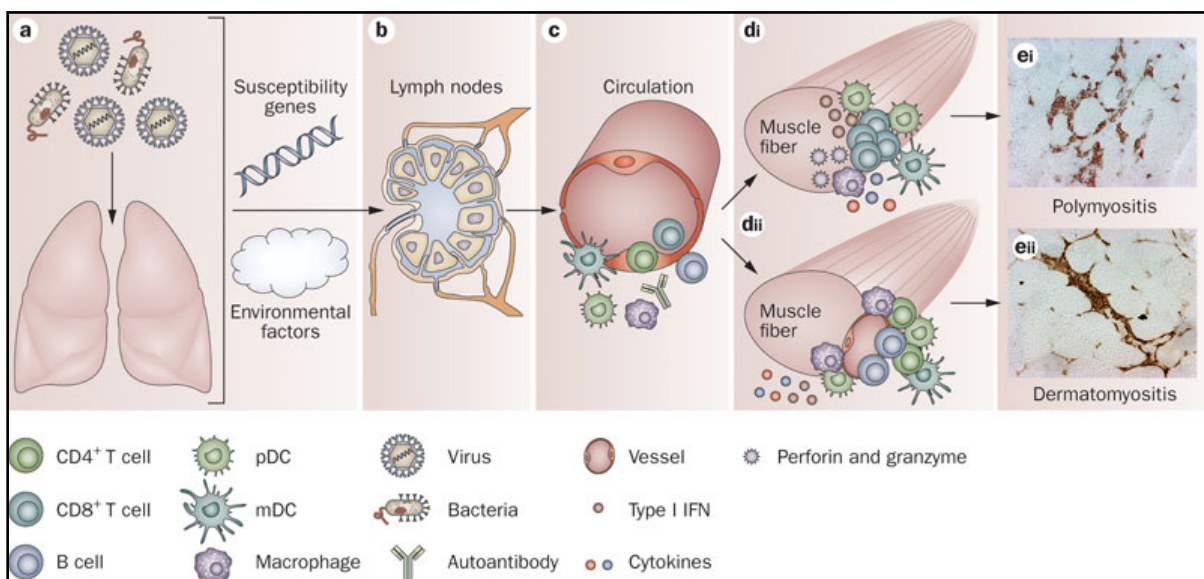 a
b
c
di
ei
Susceptibility
genes
Lymph nodes
Circulation
Muscle
fiber
Polymyositis
dii
eii
Environmental
factors
Muscle
fiber
Dermatomyositis
CD4+ T cell
pDC
Virus
Vessel
Perforin and granzyme
CD8+ T cell
mDC
Bacteria
Type I IFN
B cell
Macrophage
Autoantibody
Cytokines